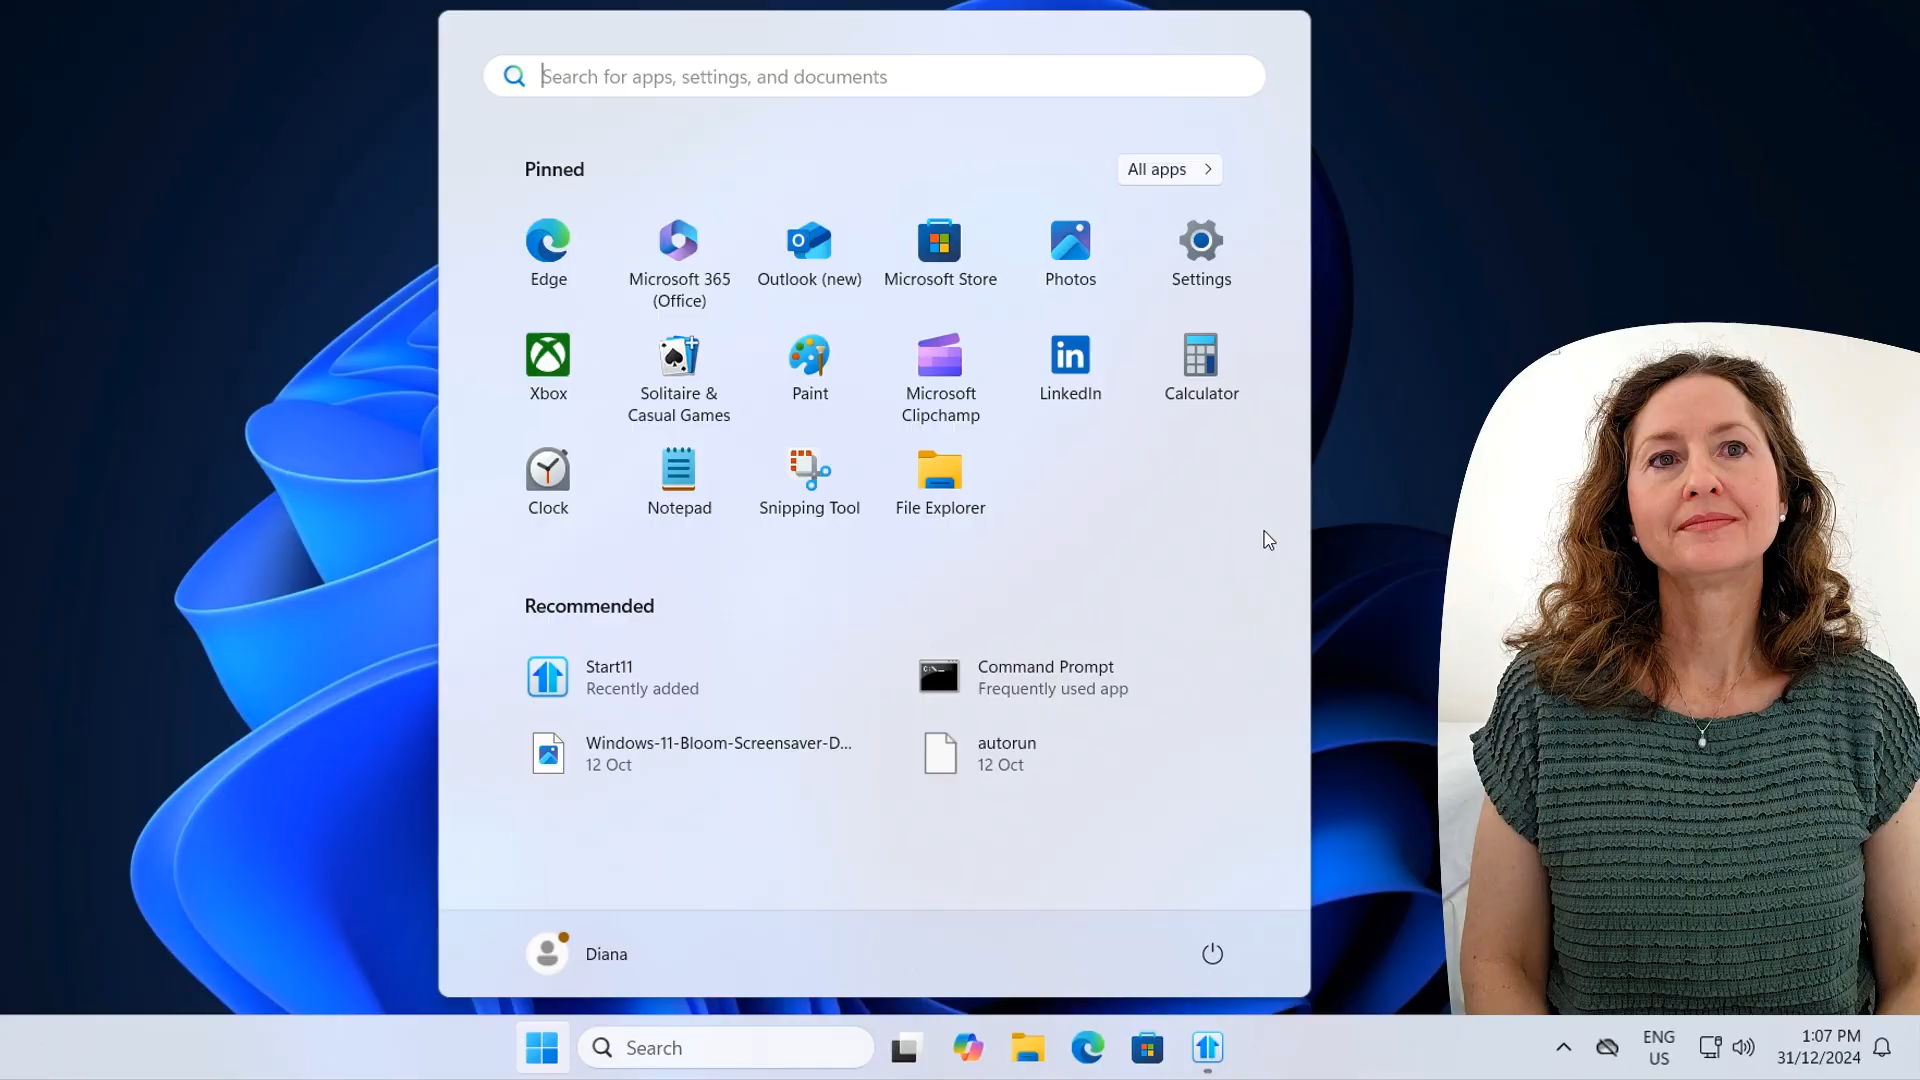 Search for apps, settings, and documents
Pinned
All apps
Edge
Microsoft 365
(Office)
Outlook (new)
Microsoft Store
Photos
Settings
Xbox
Solitaire &
Casual Games
Paint
Microsoft
Clipchamp
LinkedIn
Calculator
Clock
Notepad
Snipping Tool
File Explorer
Recommended
Start11
Recently added
Command Prompt
Frequently used app
Windows-11-Bloom-Screensaver-D...
12 Oct
autorun
12 Oct
Diana
Search
ENG
US
1:07 PM
31/12/2024